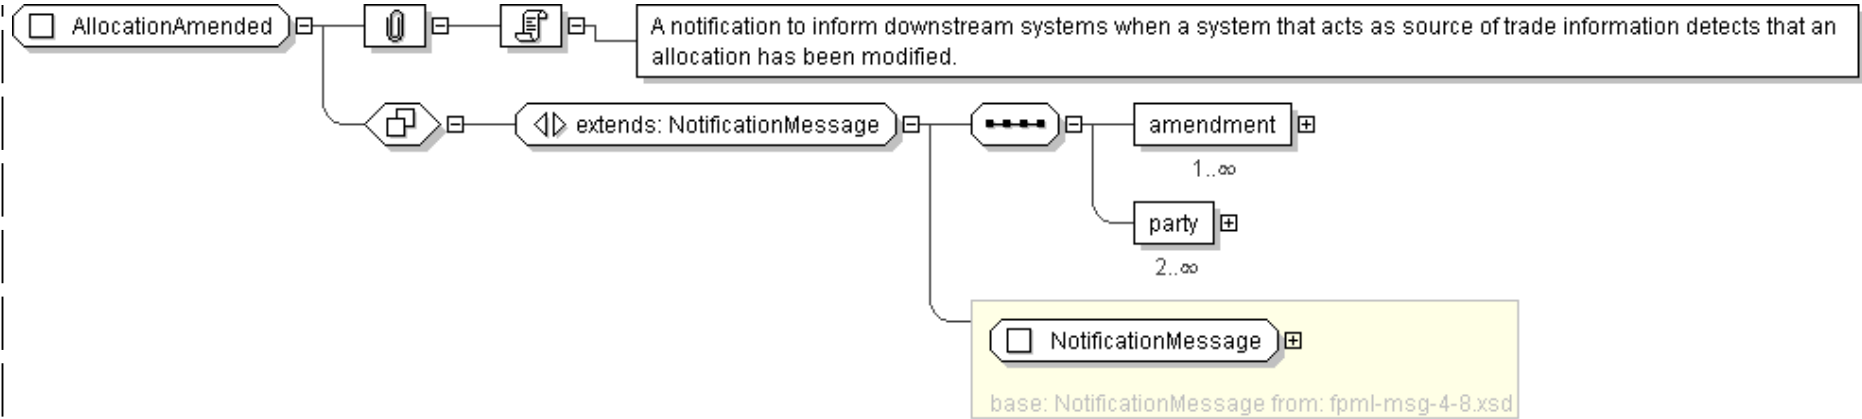 AllocationAmended
A notification to inform downstream systems when a system that acts as source of trade information detects that an
allocation has been modified.
extends: NotificationMessage
amendment
1..∞
party
2..∞
NotificationMessage
base: NotificationMessage from: fpml-msg-4-8.xsd